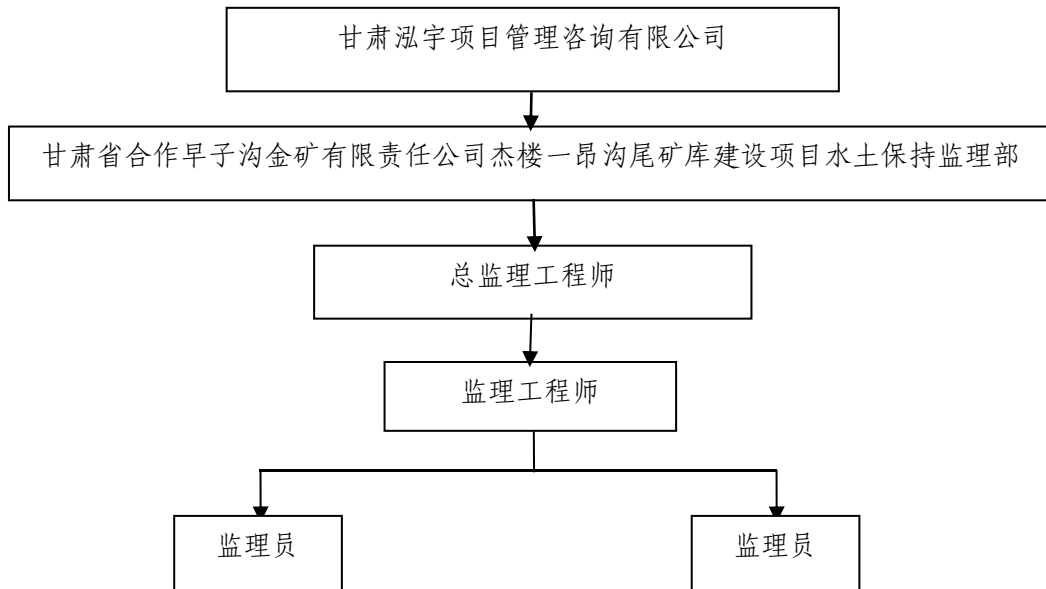 甘肃泓宇项目管理咨询有限公司
甘肃省合作早子沟金矿有限责任公司杰楼一昂沟尾矿库建设项目水土保持监理部
总监理工程师
监理工程师
监理员
监理员